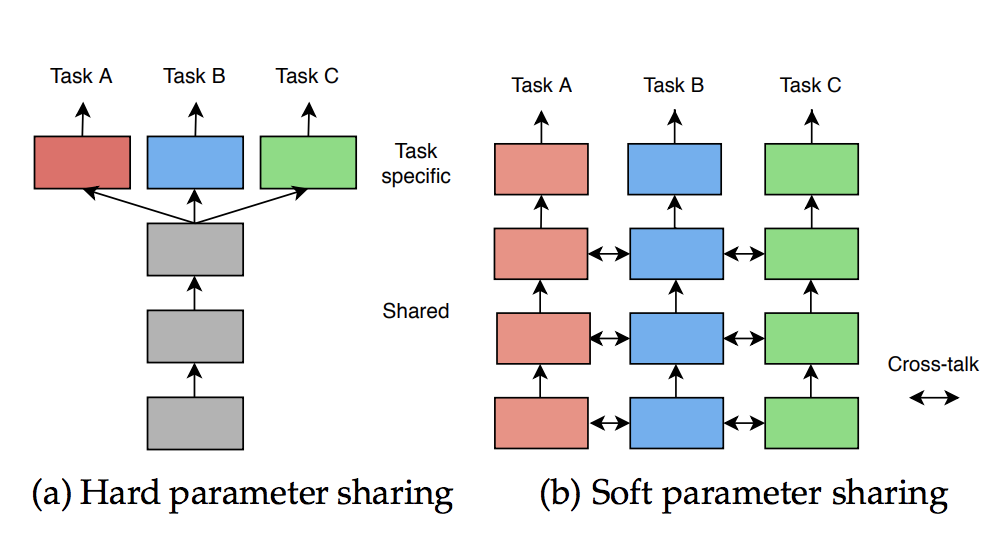 Task A
Task B
Task C
Task
specific
Shared
(a) Hard parameter sharing
Task A
Task B
Task C
Cross-talk
(b) Soft parameter sharing